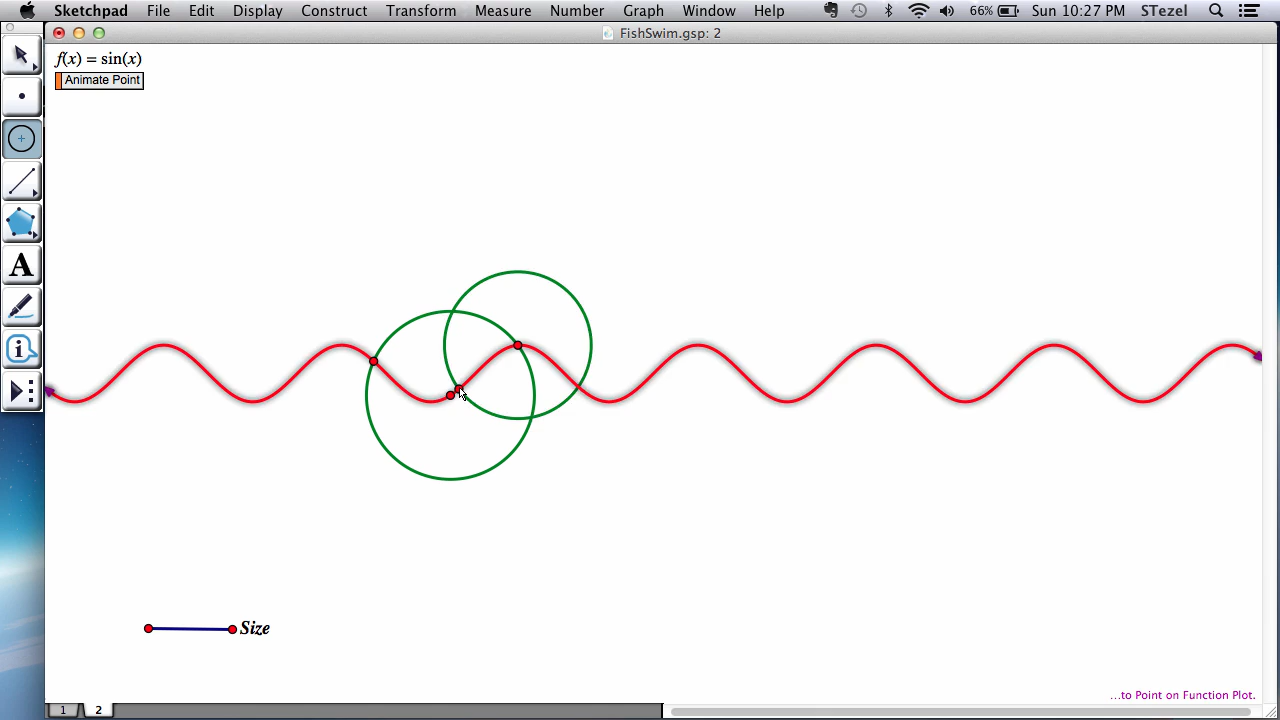 Sketchpad File Edit Display Construct Transform Measure Number Graph Window Help 66% Sun 10:27 PM STezel
FishSwim.gsp: 2
f(x) = sin(x)
Animate Point
A
Size
...to Point on Function Plot.
1 2